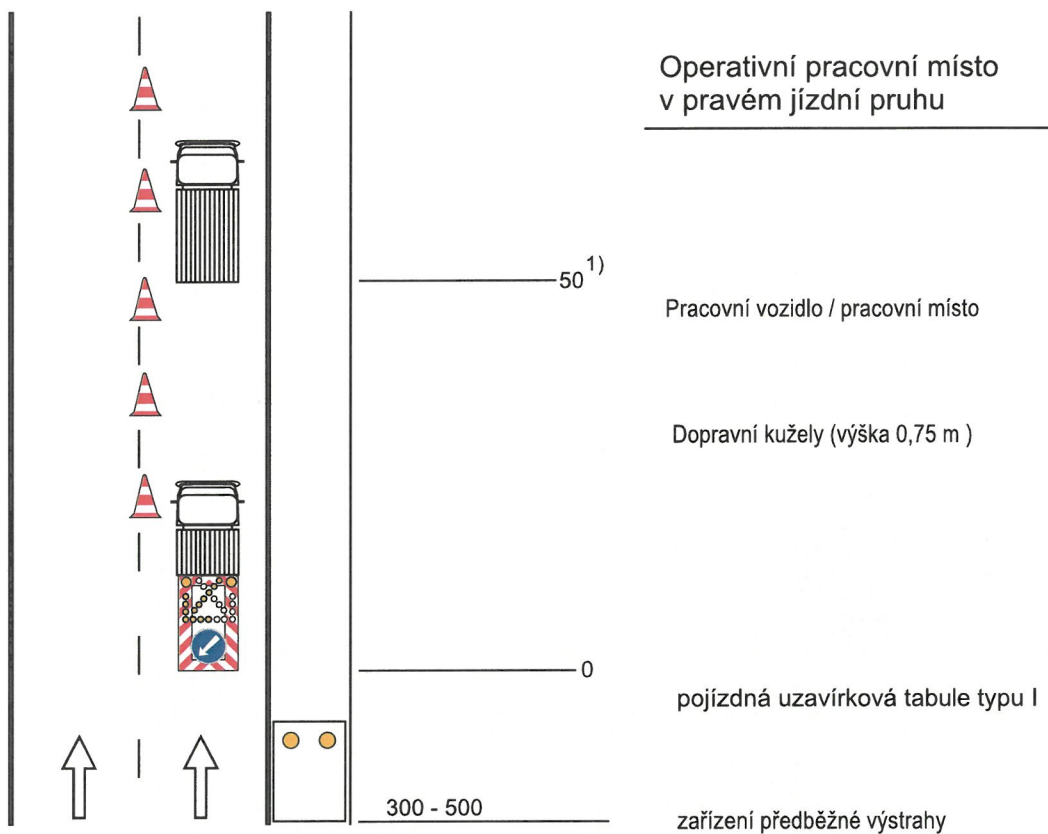 Operativní pracovní místo
v pravém jízdní pruhu
50 1)
Pracovní vozidlo / pracovní místo
Dopravní kužely (výška 0,75 m )
0
pojízdná uzavírková tabule typu I
300 - 500
zařízení předběžné výstrahy